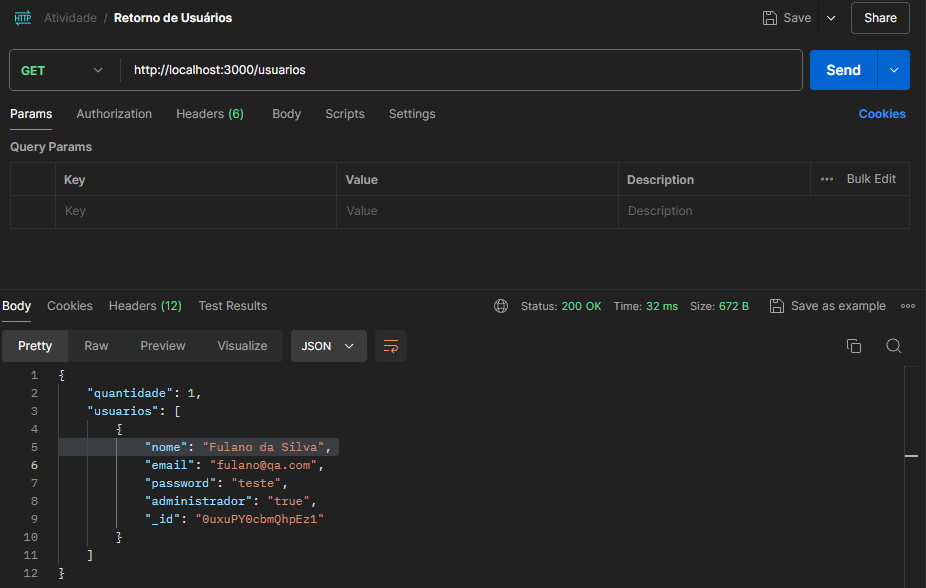 HTTP Atividade / Retorno de Usuários Save Share
GET http://localhost:3000/usuarios Send
Params Authorization Headers (6) Body Scripts Settings Cookies
Query Params
Key Value Description ••• Bulk Edit
Key Value Description
Body Cookies Headers (12) Test Results Status: 200 OK Time: 32 ms Size: 672 B Save as example
Pretty Raw Preview Visualize JSON
1 {
2 "quantidade": 1,
3 "usuarios": [
4 {
5 "nome": "Fulano da Silva",
6 "email": "fulano@qa.com",
7 "password": "teste",
8 "administrador": "true",
9 "_id": "0uxuPY0cbmQhpEz1"
10 }
11 ]
12 }